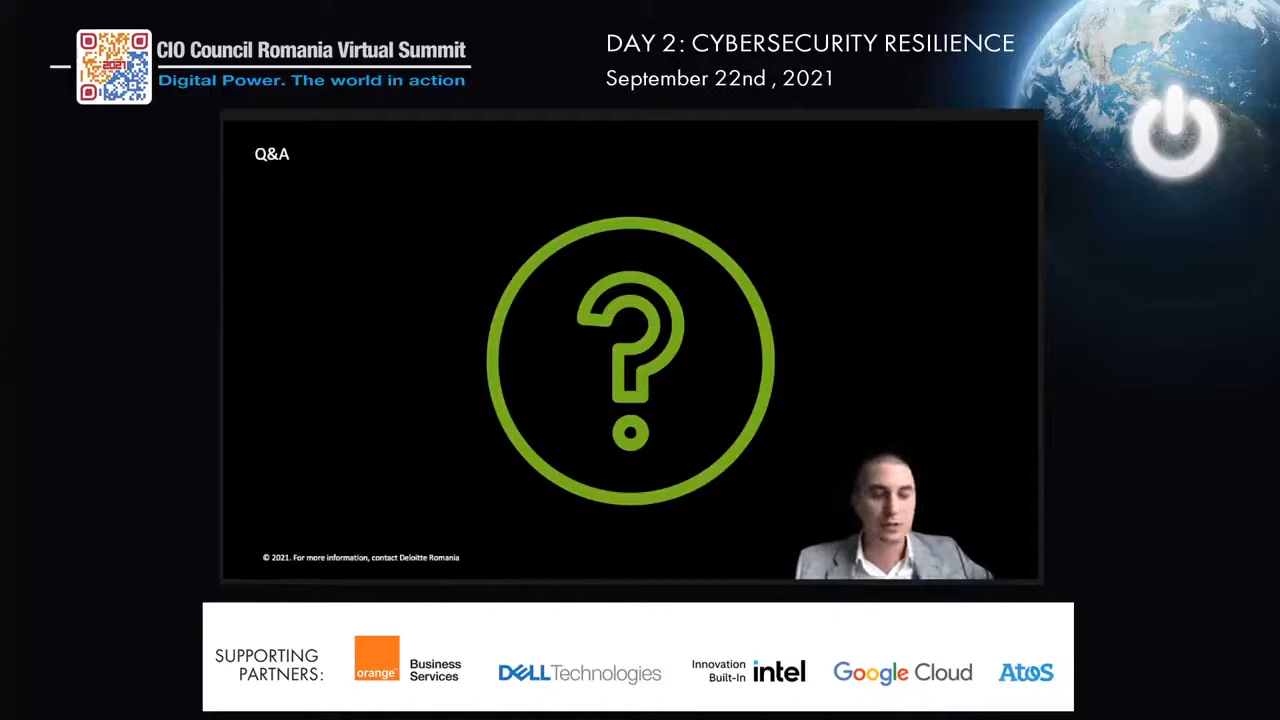 2021
CIO Council Romania Virtual Summit
Digital Power. The world in action
DAY 2: CYBERSECURITY RESILIENCE
September 22nd , 2021
Q&A
?
© 2021. For more information, contact Deloitte Romania
SUPPORTING
PARTNERS:
orange™
Business
Services
DELL Technologies
Innovation
Built-In
intel
Google Cloud
Atos